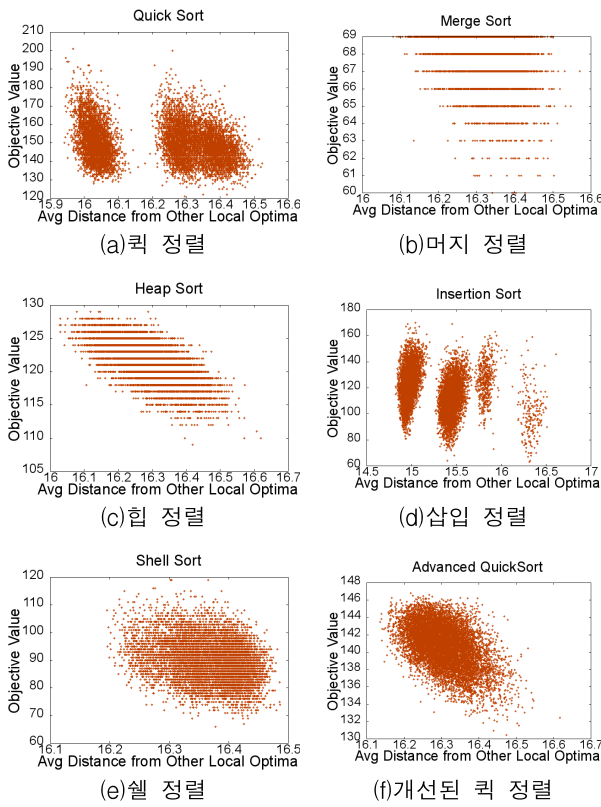 Quick Sort
210
200
190
180
170
160
150
140
130
120
Objective Value
15.9 16 16.1 16.2 16.3 16.4 16.5 16.6
Avg Distance from Other Local Optima
(a)퀵 정렬
Merge Sort
69
68
67
66
65
64
63
62
61
60
Objective Value
16 16.1 16.2 16.3 16.4 16.5 16.6
Avg Distance from Other Local Optima
(b)머지 정렬
Heap Sort
130
125
120
115
110
105
Objective Value
16 16.1 16.2 16.3 16.4 16.5 16.6 16.7
Avg Distance from Other Local Optima
(c)힙 정렬
Insertion Sort
180
160
140
120
100
80
60
Objective Value
14.5 15 15.5 16 16.5 17
Avg Distance from Other Local Optima
(d)삽입 정렬
Shell Sort
120
110
100
90
80
70
60
Objective Value
16.1 16.2 16.3 16.4 16.5
Avg Distance from Other Local Optima
(e)쉘 정렬
Advanced QuickSort
148
146
144
142
140
138
136
134
132
130
Objective Value
16.1 16.2 16.3 16.4 16.5 16.6 16.7
Avg Distance from Other Local Optima
(f)개선된 퀵 정렬